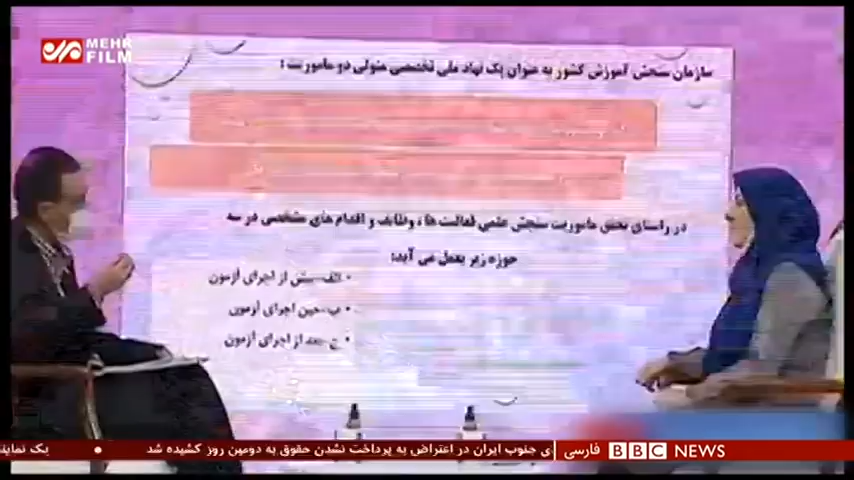 MEHR
FILM
سازمان سنجش آموزش کشور به عنوان یک نهاد ملی تخصصی متولی دو ماموریت :
در راستای تحقق ماموریت سنجش علمی فعالیت ها ، وظایف و اقدام های مشخصی در سه
حوزه زیر بعمل می آید:
• الف-پیش از اجرای آزمون
• ب-حین اجرای آزمون
• ج-بعد از اجرای آزمون
ی جنوب ایران در اعتراض به پرداخت نشدن حقوق به دومین روز کشیده شد • یک نماین
فارسی BBC NEWS